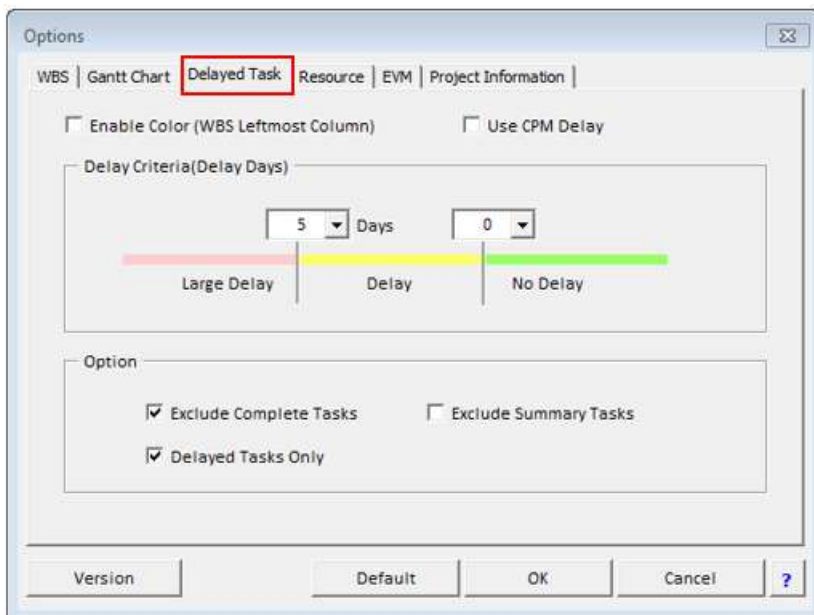 Options
WBS Gantt Chart Delayed Task Resource EVM Project Information
Enable Color (WBS Leftmost Column) Use CPM Delay
Delay Criteria(Delay Days)
5 Days 0
Large Delay Delay No Delay
Option
Exclude Complete Tasks Exclude Summary Tasks
Delayed Tasks Only
Version Default OK Cancel ?